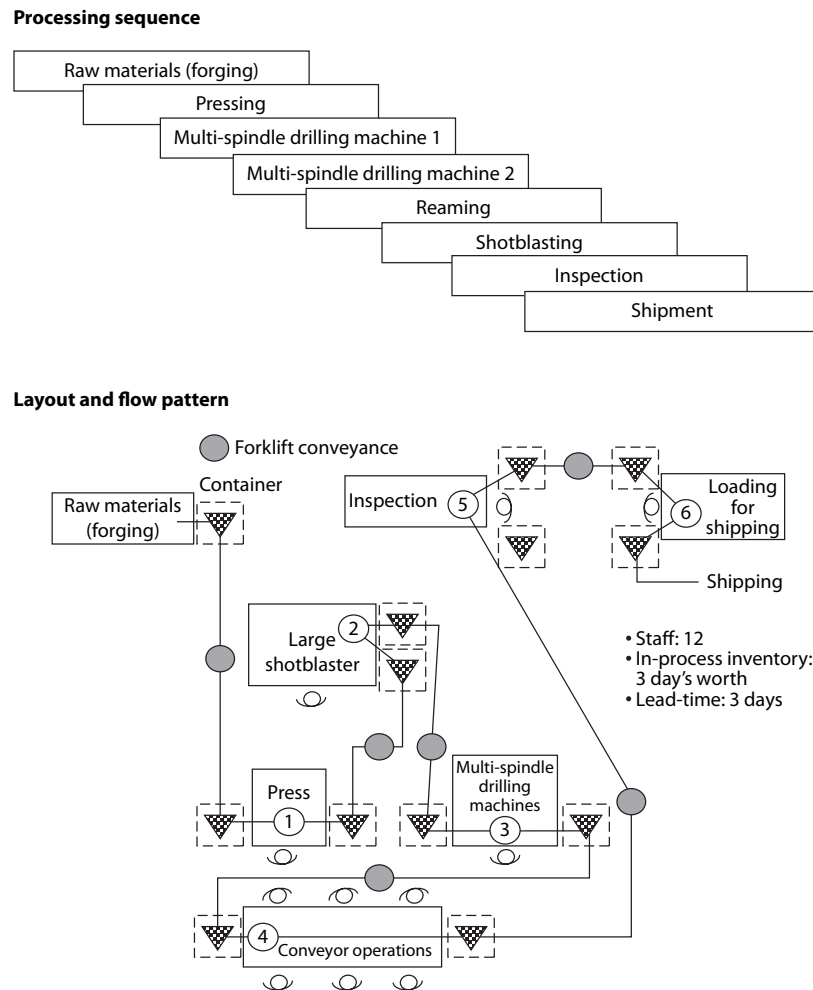 Processing sequence
Raw materials (forging)
Pressing
Multi-spindle drilling machine 1
Multi-spindle drilling machine 2
Reaming
Shotblasting
Inspection
Shipment
Layout and flow pattern
Forklift conveyance
Container
Raw materials
(forging)
Inspection
5
6
Loading
for
shipping
Shipping
2
Large
shotblaster
• Staff: 12
• In-process inventory:
3 day's worth
• Lead-time: 3 days
Press
1
Multi-spindle
drilling
machines
3
4
Conveyor operations